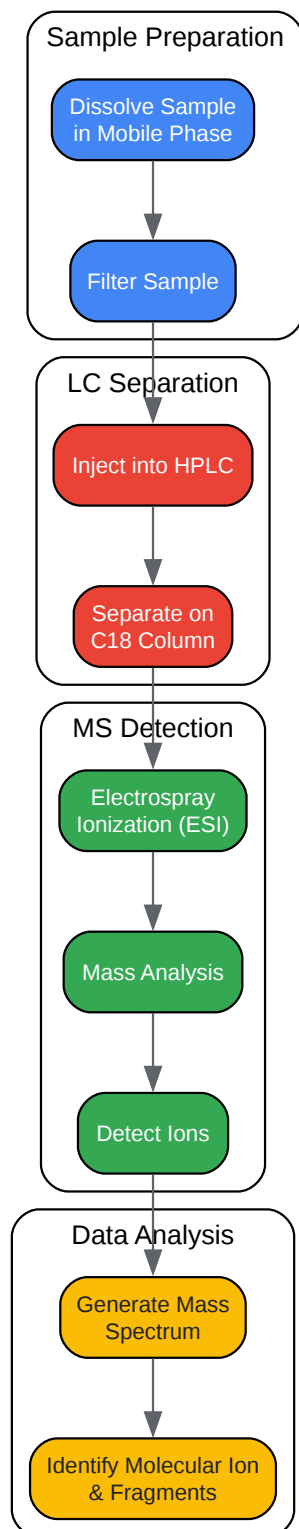 Sample Preparation
Dissolve Sample
in Mobile Phase
Filter Sample
LC Separation
Inject into HPLC
Separate on
C18 Column
MS Detection
Electrospray
Ionization (ESI)
Mass Analysis
Detect Ions
Data Analysis
Generate Mass
Spectrum
Identify Molecular Ion
& Fragments